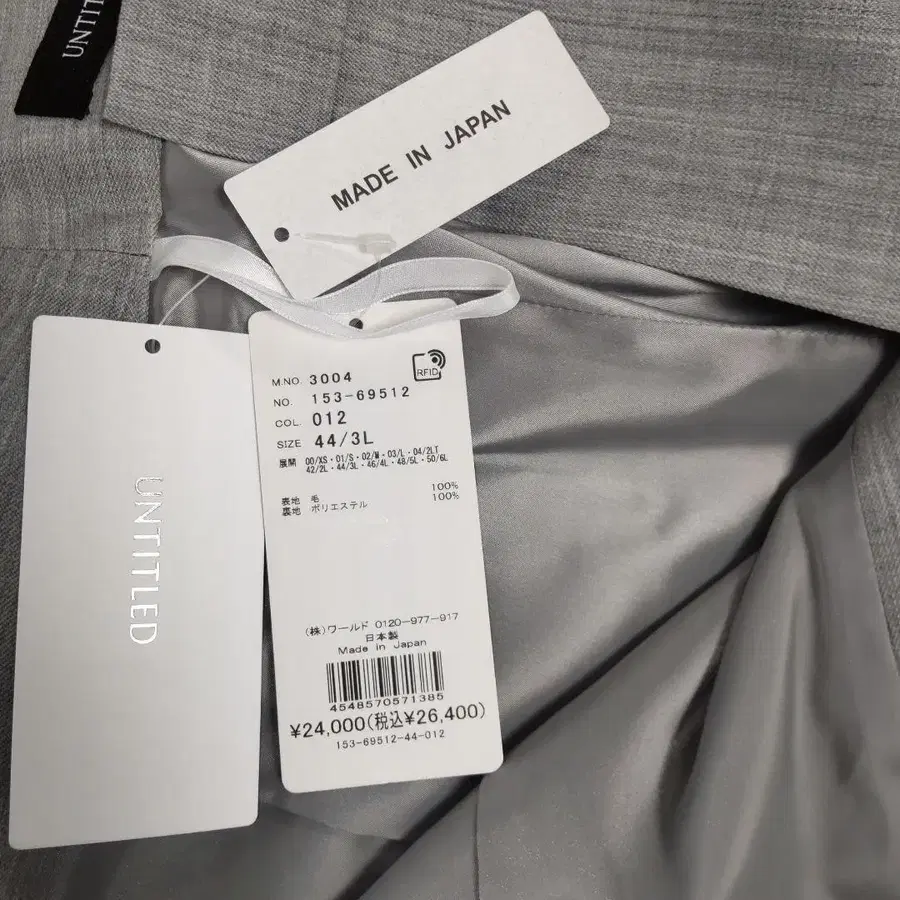 UNTIT
MADE IN JAPAN
UNTITLED
RFID
M.NO. 3004
NO. 153-69512
COL. 012
SIZE 44/3L
展開 00/XS・01/S・02/M・03/L・04/2LT
42/2L・44/3L・46/4L・48/5L・50/6L
表地 毛 100%
裏地 ポリエステル 100%
(株)ワールド 0120-977-917
日本製
Made in Japan
4548570571385
¥24,000(税込¥26,400)
153-69512-44-012